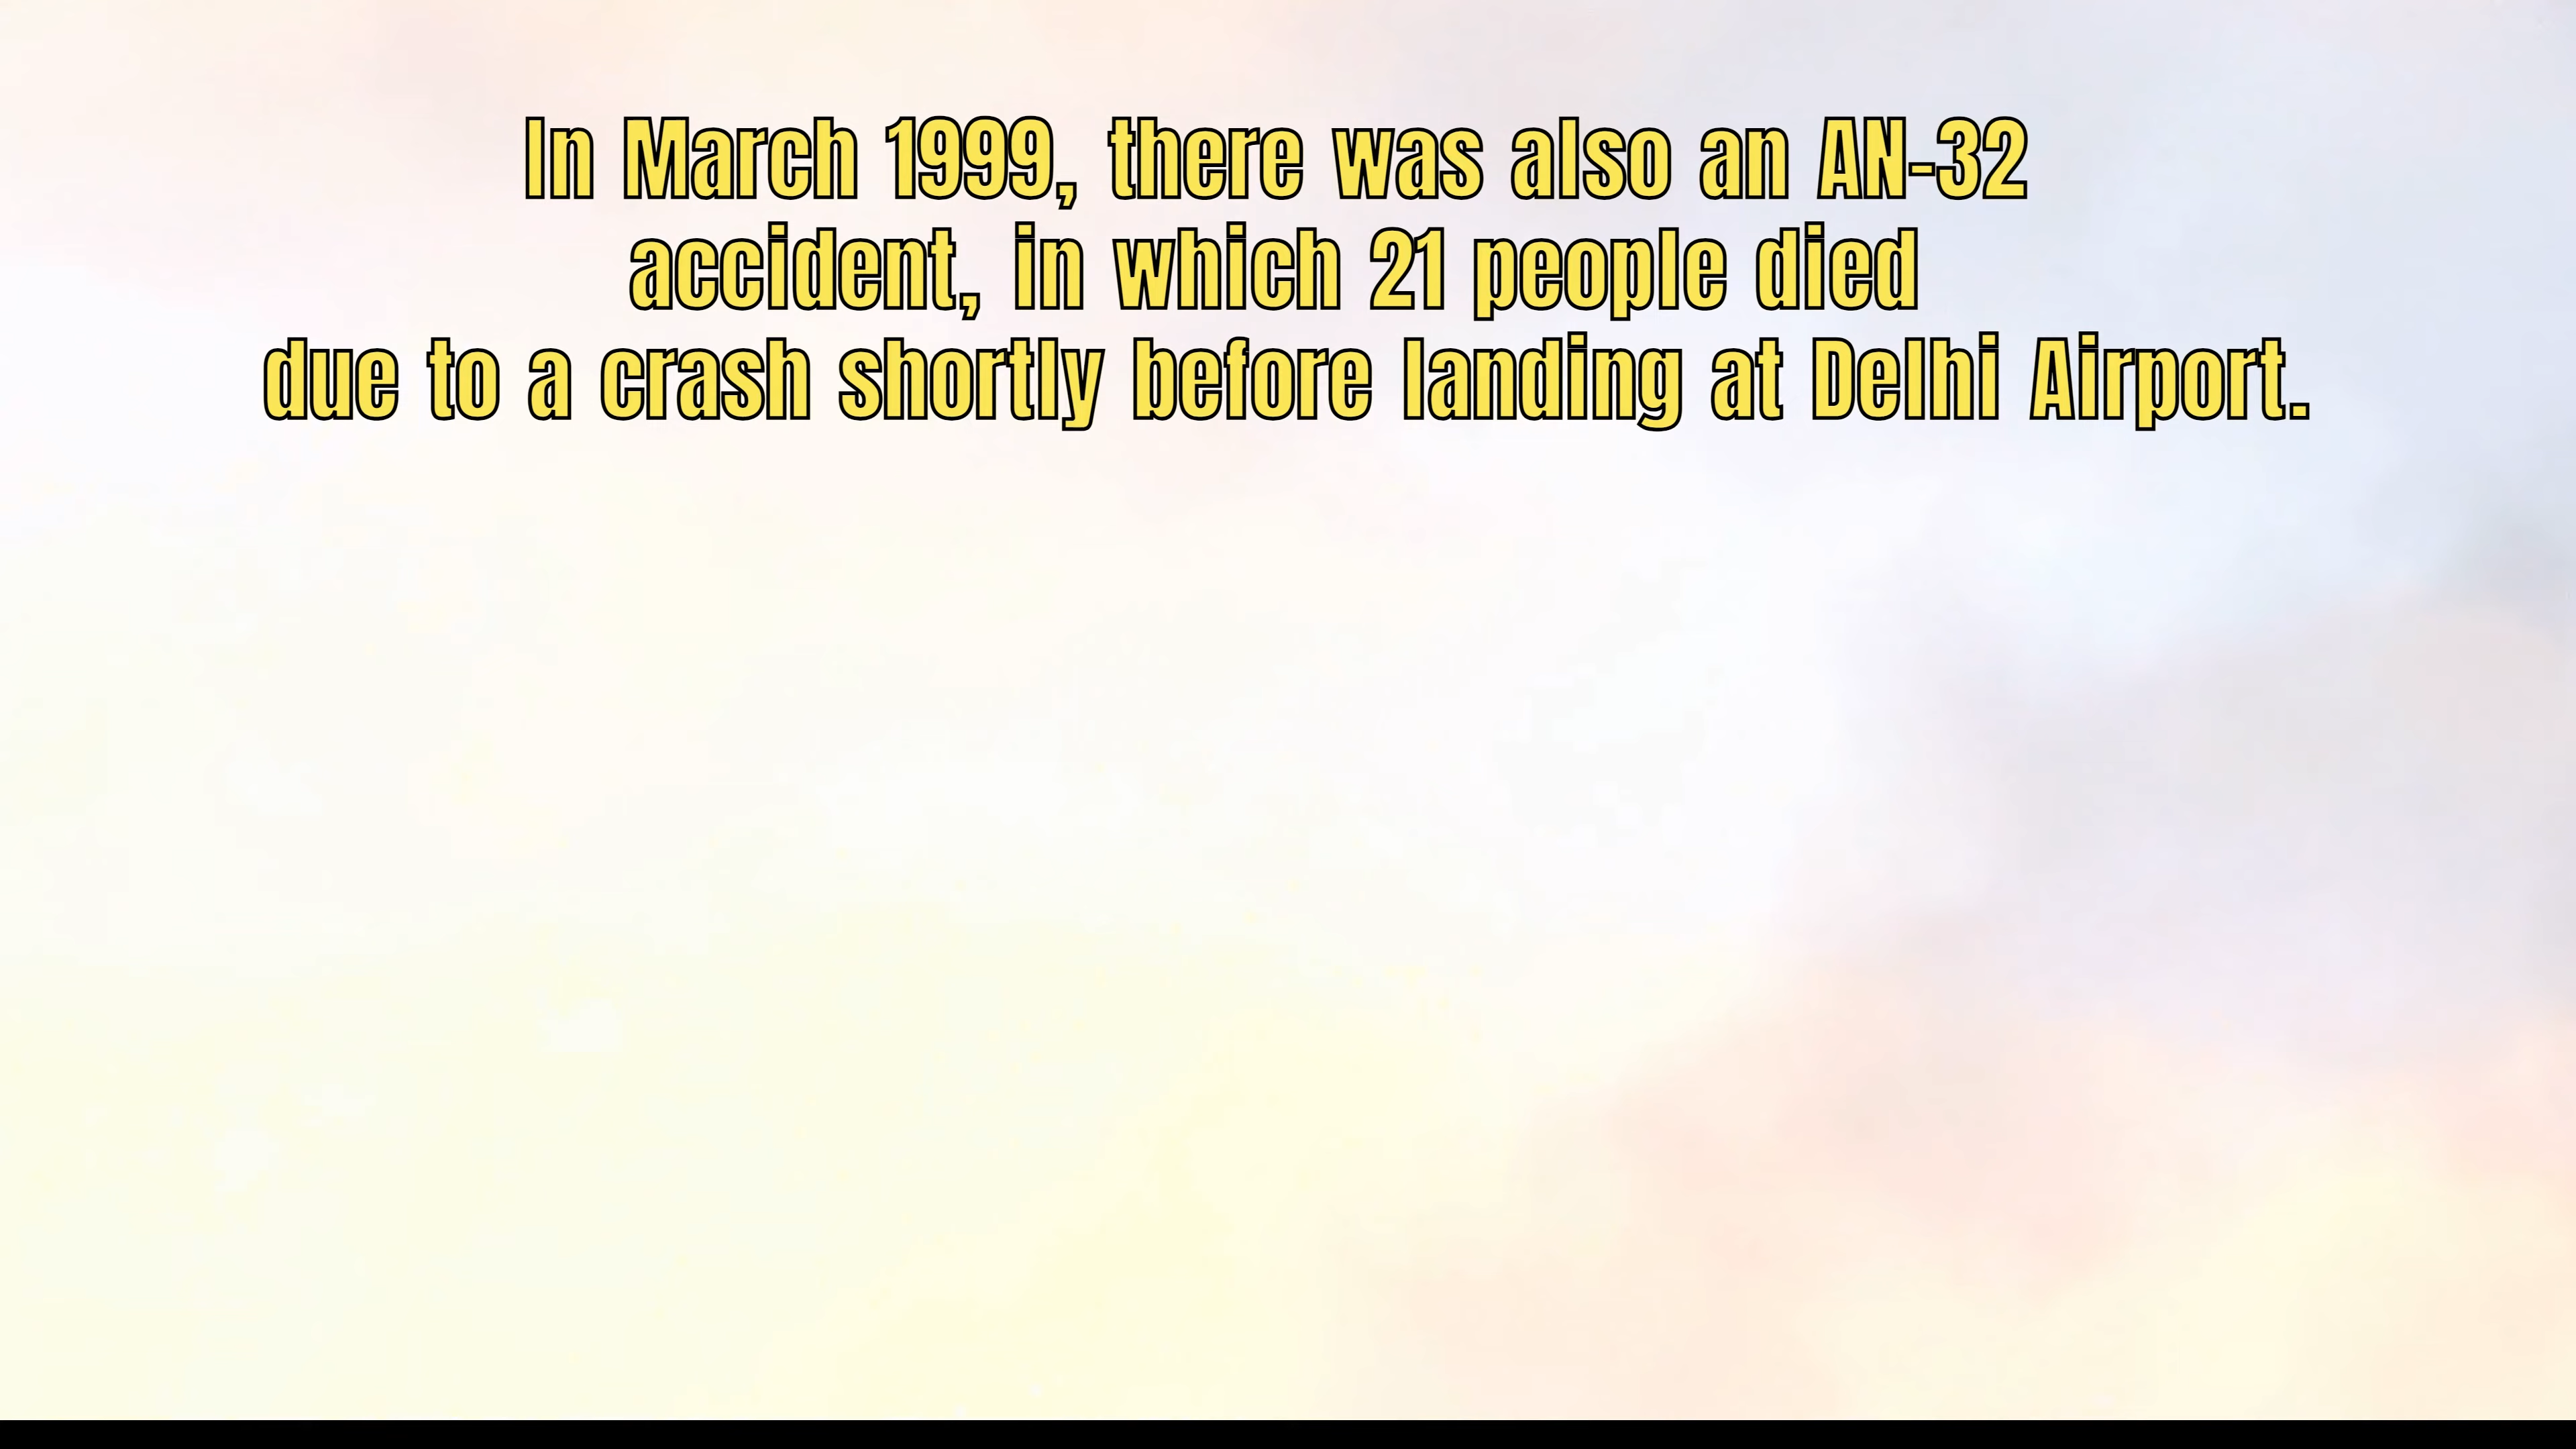 In March 1999, there was also an AN-32
accident, in which 21 people died
due to a crash shortly before landing at Delhi Airport.